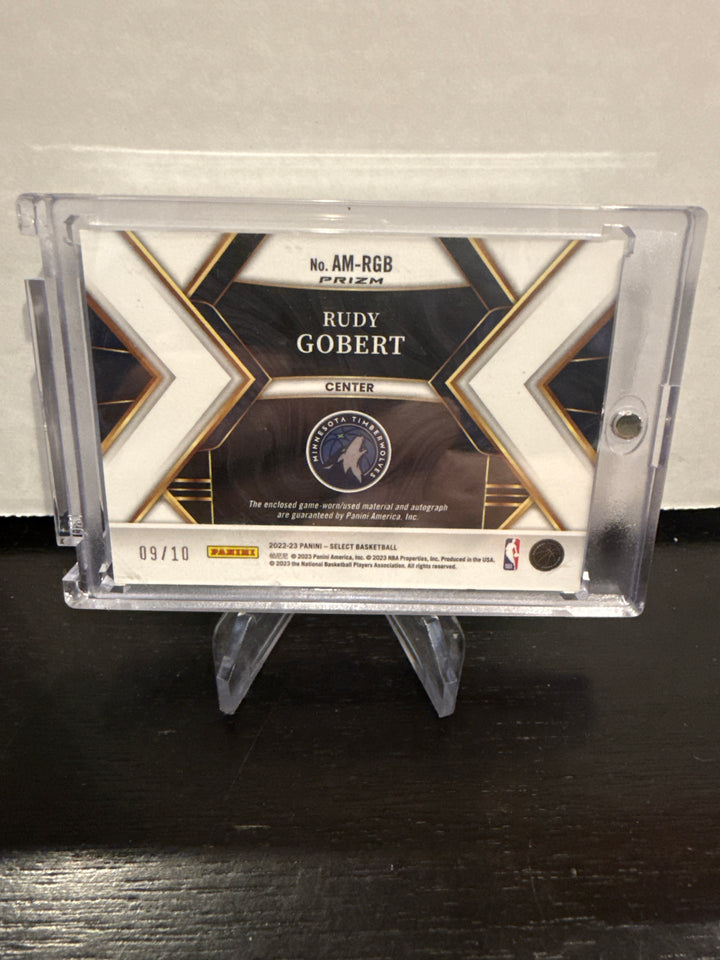 No. AM-RGB
PRIZM
RUDY
GOBERT
CENTER
MINNESOTA TIMBERWOLVES
The enclosed game-worn/used material and autograph
are guaranteed by Panini America, Inc.
09/10
PANINI
2022-23 PANINI – SELECT BASKETBALL
© 2023 Panini America, Inc. © 2023 NBA Properties, Inc. Produced in the USA.
© 2023 the National Basketball Players Association. All rights reserved.